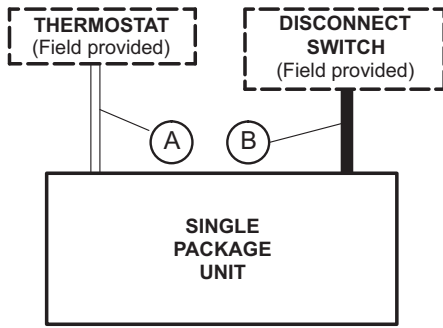 THERMOSTAT
(Field provided)
DISCONNECT
SWITCH
(Field provided)
A
B
SINGLE
PACKAGE
UNIT